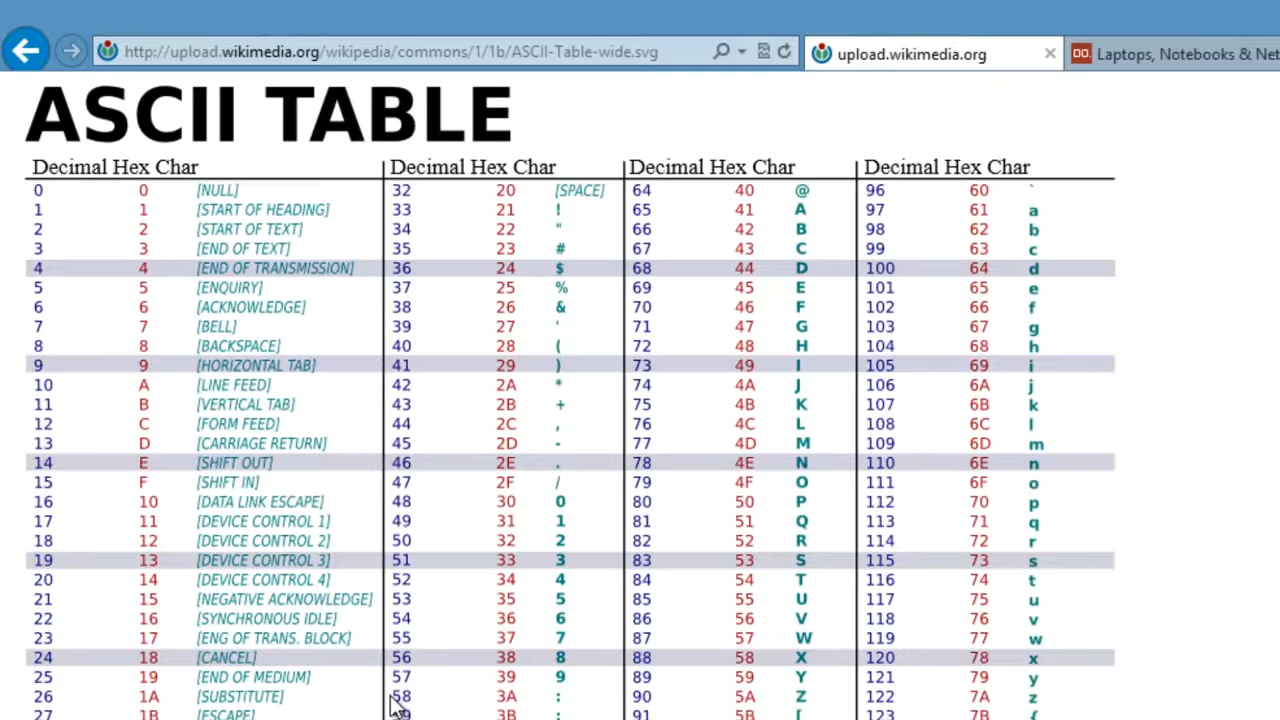 http://upload.wikimedia.org/wikipedia/commons/1/1b/ASCII-Table-wide.svg upload.wikimedia.org Laptops, Notebooks & Net
ASCII TABLE
Decimal Hex Char Decimal Hex Char Decimal Hex Char Decimal Hex Char
0 0 [NULL] 32 20 [SPACE] 64 40 @ 96 60 `
1 1 [START OF HEADING] 33 21 ! 65 41 A 97 61 a
2 2 [START OF TEXT] 34 22 " 66 42 B 98 62 b
3 3 [END OF TEXT] 35 23 # 67 43 C 99 63 c
4 4 [END OF TRANSMISSION] 36 24 $ 68 44 D 100 64 d
5 5 [ENQUIRY] 37 25 % 69 45 E 101 65 e
6 6 [ACKNOWLEDGE] 38 26 & 70 46 F 102 66 f
7 7 [BELL] 39 27 ' 71 47 G 103 67 g
8 8 [BACKSPACE] 40 28 ( 72 48 H 104 68 h
9 9 [HORIZONTAL TAB] 41 29 ) 73 49 I 105 69 i
10 A [LINE FEED] 42 2A * 74 4A J 106 6A j
11 B [VERTICAL TAB] 43 2B + 75 4B K 107 6B k
12 C [FORM FEED] 44 2C , 76 4C L 108 6C l
13 D [CARRIAGE RETURN] 45 2D - 77 4D M 109 6D m
14 E [SHIFT OUT] 46 2E . 78 4E N 110 6E n
15 F [SHIFT IN] 47 2F / 79 4F O 111 6F o
16 10 [DATA LINK ESCAPE] 48 30 0 80 50 P 112 70 p
17 11 [DEVICE CONTROL 1] 49 31 1 81 51 Q 113 71 q
18 12 [DEVICE CONTROL 2] 50 32 2 82 52 R 114 72 r
19 13 [DEVICE CONTROL 3] 51 33 3 83 53 S 115 73 s
20 14 [DEVICE CONTROL 4] 52 34 4 84 54 T 116 74 t
21 15 [NEGATIVE ACKNOWLEDGE] 53 35 5 85 55 U 117 75 u
22 16 [SYNCHRONOUS IDLE] 54 36 6 86 56 V 118 76 v
23 17 [ENG OF TRANS. BLOCK] 55 37 7 87 57 W 119 77 w
24 18 [CANCEL] 56 38 8 88 58 X 120 78 x
25 19 [END OF MEDIUM] 57 39 9 89 59 Y 121 79 y
26 1A [SUBSTITUTE] 58 3A : 90 5A Z 122 7A z
27 1B [ESCAPE] 59 3B ; 91 5B [ 123 7B {